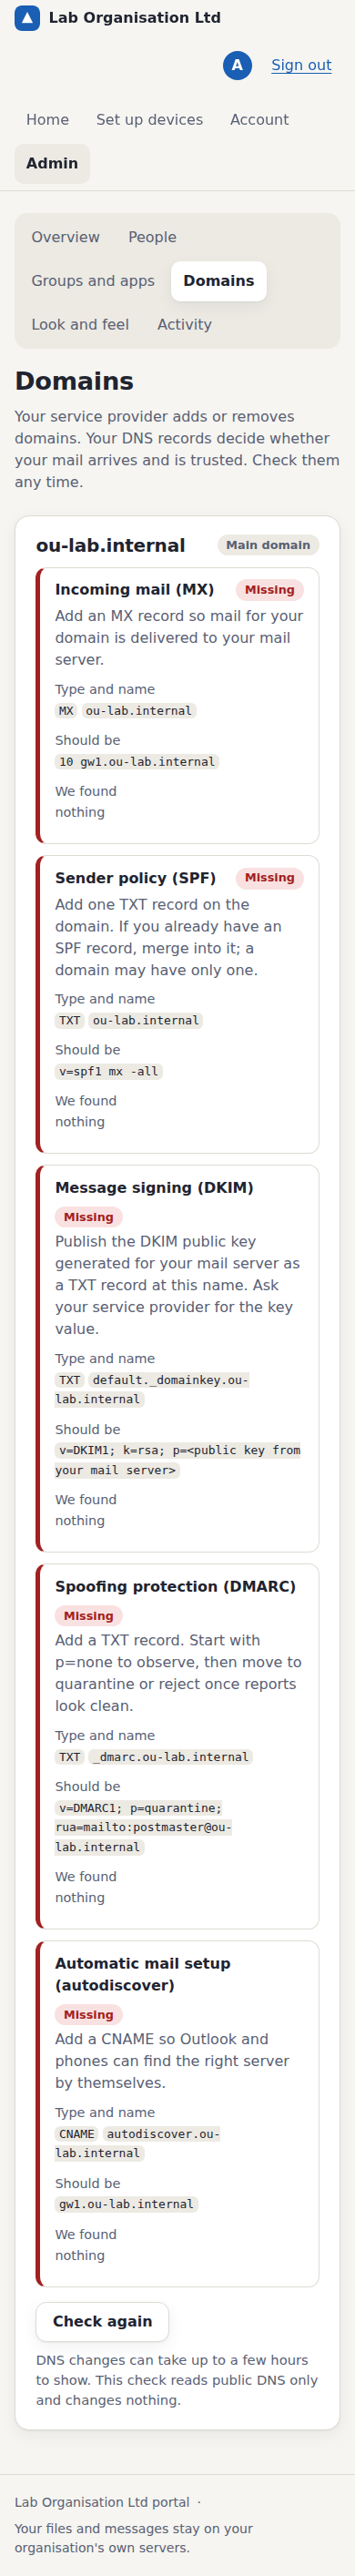 Lab Organisation Ltd
A Sign out
Home Set up devices Account
Admin
Overview People
Groups and apps Domains
Look and feel Activity
Domains
Your service provider adds or removes
domains. Your DNS records decide whether
your mail arrives and is trusted. Check them
any time.
ou-lab.internal Main domain
Incoming mail (MX) Missing
Add an MX record so mail for your
domain is delivered to your mail
server.
Type and name
MX ou-lab.internal
Should be
10 gw1.ou-lab.internal
We found
nothing
Sender policy (SPF) Missing
Add one TXT record on the
domain. If you already have an
SPF record, merge into it; a
domain may have only one.
Type and name
TXT ou-lab.internal
Should be
v=spf1 mx -all
We found
nothing
Message signing (DKIM)
Missing
Publish the DKIM public key
generated for your mail server as
a TXT record at this name. Ask
your service provider for the key
value.
Type and name
TXT default._domainkey.ou-
lab.internal
Should be
v=DKIM1; k=rsa; p=<public key from
your mail server>
We found
nothing
Spoofing protection (DMARC)
Missing
Add a TXT record. Start with
p=none to observe, then move to
quarantine or reject once reports
look clean.
Type and name
TXT _dmarc.ou-lab.internal
Should be
v=DMARC1; p=quarantine;
rua=mailto:postmaster@ou-
lab.internal
We found
nothing
Automatic mail setup
(autodiscover)
Missing
Add a CNAME so Outlook and
phones can find the right server
by themselves.
Type and name
CNAME autodiscover.ou-
lab.internal
Should be
gw1.ou-lab.internal
We found
nothing
Check again
DNS changes can take up to a few hours
to show. This check reads public DNS only
and changes nothing.
Lab Organisation Ltd portal ·
Your files and messages stay on your
organisation's own servers.